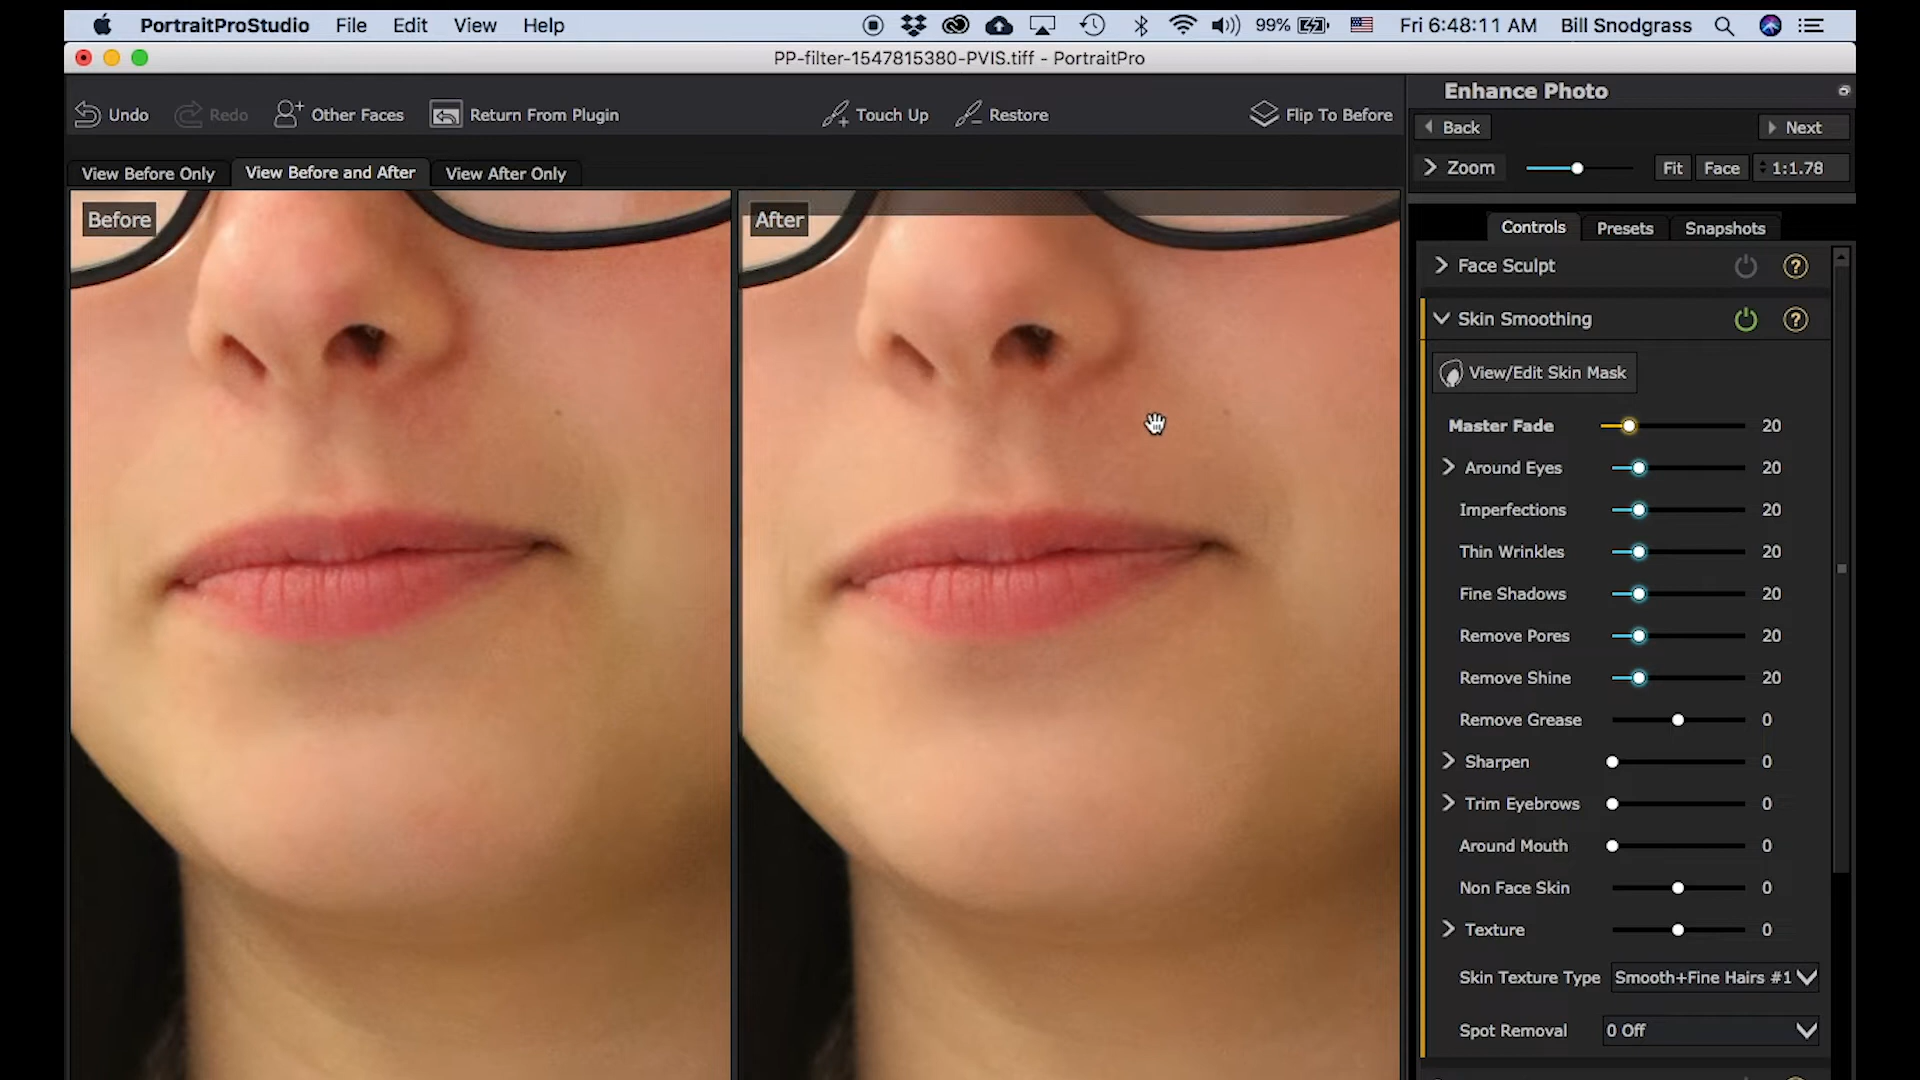 PortraitProStudio File Edit View Help 99% Fri 6:48:11 AM Bill Snodgrass
PP-filter-1547815380-PVIS.tiff - PortraitPro
Undo Redo Other Faces Return From Plugin Touch Up Restore Flip To Before
View Before Only View Before and After View After Only
Before
After
Enhance Photo
Back Next
Zoom Fit Face 1:1.78
Controls Presets Snapshots
Face Sculpt ?
Skin Smoothing ?
View/Edit Skin Mask
Master Fade 20
Around Eyes 20
Imperfections 20
Thin Wrinkles 20
Fine Shadows 20
Remove Pores 20
Remove Shine 20
Remove Grease 0
Sharpen 0
Trim Eyebrows 0
Around Mouth 0
Non Face Skin 0
Texture 0
Skin Texture Type Smooth+Fine Hairs #1
Spot Removal 0 Off